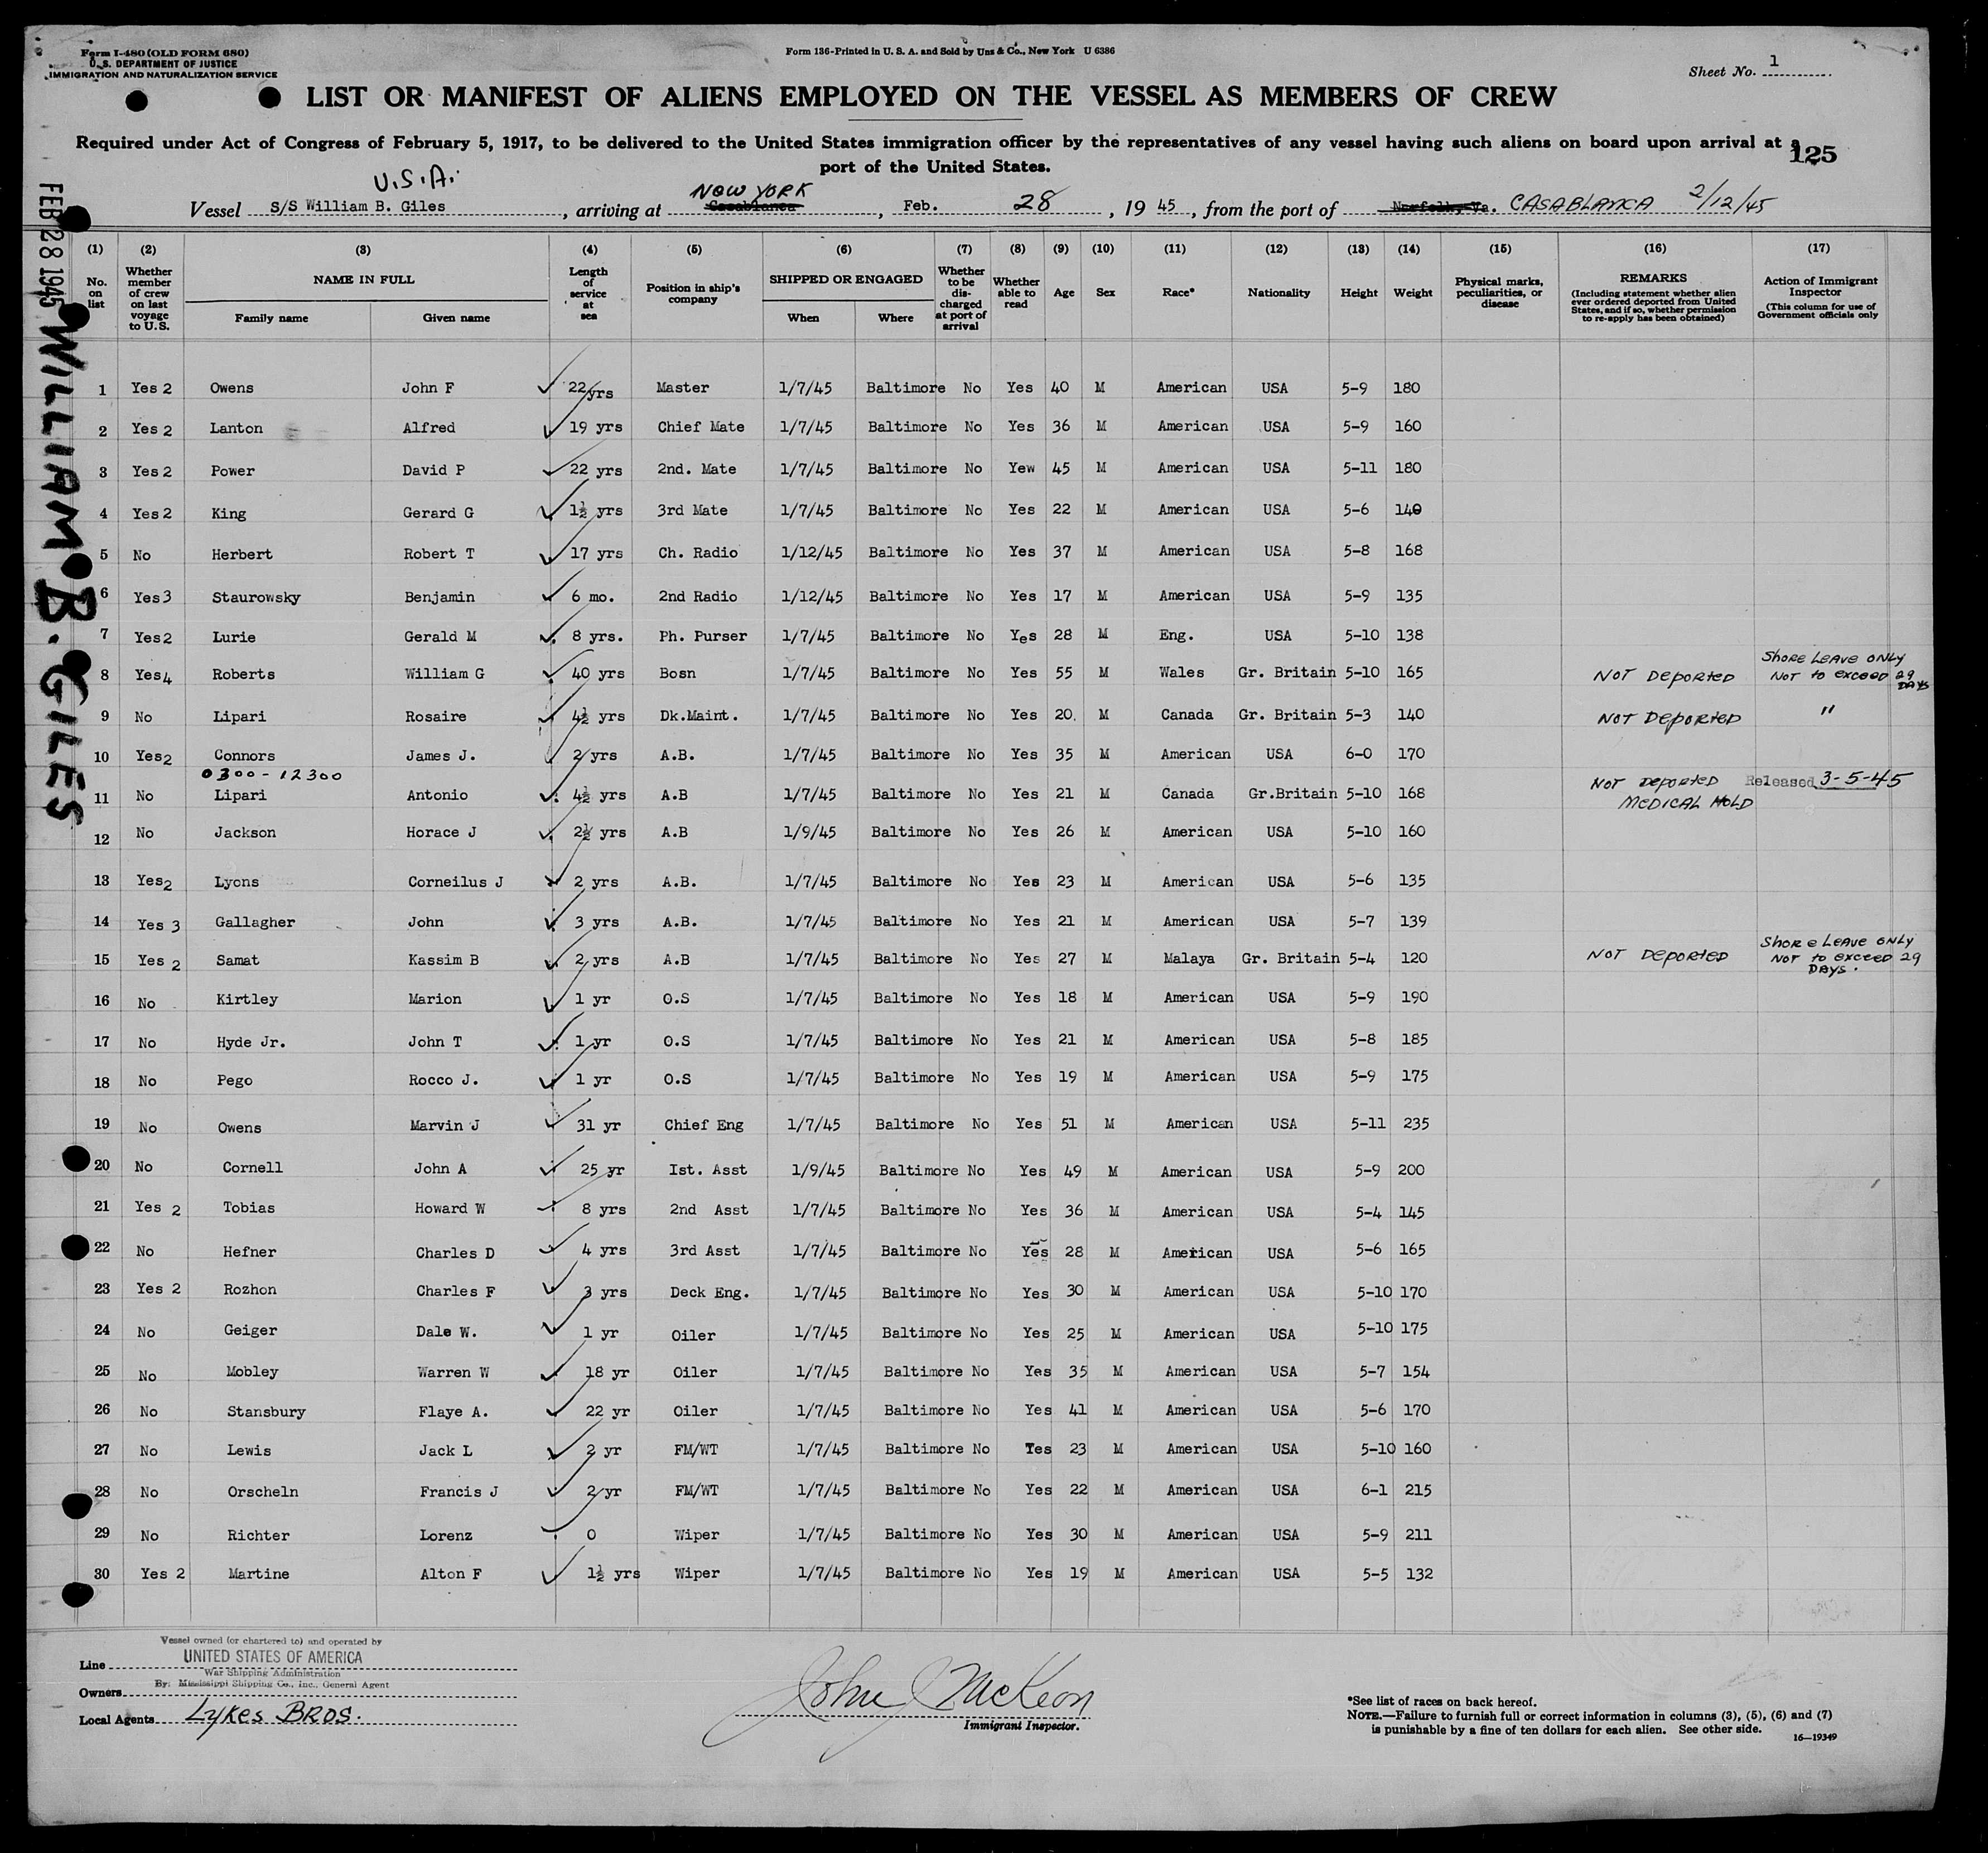 Form I-480 (OLD FORM 680)
U. S. DEPARTMENT OF JUSTICE
IMMIGRATION AND NATURALIZATION SERVICE
Form 136-Printed in U. S. A. and Sold by Unz & Co., New York U 6386
Sheet No. 1
LIST OR MANIFEST OF ALIENS EMPLOYED ON THE VESSEL AS MEMBERS OF CREW
Required under Act of Congress of February 5, 1917, to be delivered to the United States immigration officer by the representatives of any vessel having such aliens on board upon arrival at a
port of the United States.
125
U.S.A.
NEW YORK
Vessel S/S William B. Giles, arriving at Casablanca, Feb. 28, 19 45, from the port of Norfolk, Va. CASABLANCA 2/12/45
FEB 28 1945
WILLIAM B. GILES
(1) (2) (3) (4) (5) (6) (7) (8) (9) (10) (11) (12) (13) (14) (15) (16) (17)
No. on list
Whether member of crew on last voyage to U. S.
NAME IN FULL
Family name Given name
Length of service at sea
Position in ship's company
SHIPPED OR ENGAGED
When Where
Whether to be discharged at port of arrival
Whether able to read
Age
Sex
Race*
Nationality
Height
Weight
Physical marks, peculiarities, or disease
REMARKS
(Including statement whether alien ever ordered deported from United States, and if so, whether permission to re-apply has been obtained)
Action of Immigrant Inspector
(This column for use of Government officials only
1 Yes 2 Owens John F 22 yrs Master 1/7/45 Baltimore No Yes 40 M American USA 5-9 180
2 Yes 2 Lanton Alfred 19 yrs Chief Mate 1/7/45 Baltimore No Yes 36 M American USA 5-9 160
3 Yes 2 Power David P 22 yrs 2nd. Mate 1/7/45 Baltimore No Yew 45 M American USA 5-11 180
4 Yes 2 King Gerard G 1½ yrs 3rd Mate 1/7/45 Baltimore No Yes 22 M American USA 5-6 140
5 No Herbert Robert T 17 yrs Ch. Radio 1/12/45 Baltimore No Yes 37 M American USA 5-8 168
6 Yes 3 Staurowsky Benjamin 6 mo. 2nd Radio 1/12/45 Baltimore No Yes 17 M American USA 5-9 135
7 Yes 2 Lurie Gerald M 8 yrs. Ph. Purser 1/7/45 Baltimore No Yes 28 M Eng. USA 5-10 138
8 Yes 4 Roberts William G 40 yrs Bosn 1/7/45 Baltimore No Yes 55 M Wales Gr. Britain 5-10 165 NOT DEPORTED SHORE LEAVE ONLY NOT TO EXCEED 29 DAYS
9 No Lipari Rosaire 4½ yrs Dk.Maint. 1/7/45 Baltimore No Yes 20. M Canada Gr. Britain 5-3 140 NOT DEPORTED "
10 Yes 2 Connors James J. 2 yrs A.B. 1/7/45 Baltimore No Yes 35 M American USA 6-0 170
0300-12300
11 No Lipari Antonio 4½ yrs A.B 1/7/45 Baltimore No Yes 21 M Canada Gr.Britain 5-10 168 NOT DEPORTED MEDICAL HOLD Released 3-5-45
12 No Jackson Horace J 2½ yrs A.B 1/9/45 Baltimore No Yes 26 M American USA 5-10 160
13 Yes 2 Lyons Corneilus J 2 yrs A.B. 1/7/45 Baltimore No Yes 23 M American USA 5-6 135
14 Yes 3 Gallagher John 3 yrs A.B. 1/7/45 Baltimore No Yes 21 M American USA 5-7 139
15 Yes 2 Samat Kassim B 2 yrs A.B 1/7/45 Baltimore No Yes 27 M Malaya Gr. Britain 5-4 120 NOT DEPORTED SHORE LEAVE ONLY NOT TO EXCEED 29 DAYS.
16 No Kirtley Marion 1 yr O.S 1/7/45 Baltimore No Yes 18 M American USA 5-9 190
17 No Hyde Jr. John T 1 yr O.S 1/7/45 Baltimore No Yes 21 M American USA 5-8 185
18 No Pego Rocco J. 1 yr O.S 1/7/45 Baltimore No Yes 19 M American USA 5-9 175
19 No Owens Marvin J 31 yr Chief Eng 1/7/45 Baltimore No Yes 51 M American USA 5-11 235
20 No Cornell John A 25 yr Ist. Asst 1/9/45 Baltimore No Yes 49 M American USA 5-9 200
21 Yes 2 Tobias Howard W 8 yrs 2nd Asst 1/7/45 Baltimore No Yes 36 M American USA 5-4 145
22 No Hefner Charles D 4 yrs 3rd Asst 1/7/45 Baltimore No Yes 28 M American USA 5-6 165
23 Yes 2 Rozhon Charles F 3 yrs Deck Eng. 1/7/45 Baltimore No Yes 30 M American USA 5-10 170
24 No Geiger Dale W. 1 yr Oiler 1/7/45 Baltimore No Yes 25 M American USA 5-10 175
25 No Mobley Warren W 18 yr Oiler 1/7/45 Baltimore No Yes 35 M American USA 5-7 154
26 No Stansbury Flaye A. 22 yr Oiler 1/7/45 Baltimore No Yes 41 M American USA 5-6 170
27 No Lewis Jack L 2 yr FM/WT 1/7/45 Baltimore No Yes 23 M American USA 5-10 160
28 No Orscheln Francis J 2 yr FM/WT 1/7/45 Baltimore No Yes 22 M American USA 6-1 215
29 No Richter Lorenz 0 Wiper 1/7/45 Baltimore No Yes 30 M American USA 5-9 211
30 Yes 2 Martine Alton F 1½ yrs Wiper 1/7/45 Baltimore No Yes 19 M American USA 5-5 132
Vessel owned (or chartered to) and operated by
Line UNITED STATES OF AMERICA
War Shipping Administration
Owners By: Mississippi Shipping Co., Inc., General Agent
Local Agents Lykes Bros.
John J McKeon
Immigrant Inspector.
*See list of races on back hereof.
NOTE.—Failure to furnish full or correct information in columns (3), (5), (6) and (7)
is punishable by a fine of ten dollars for each alien. See other side.
16—19349